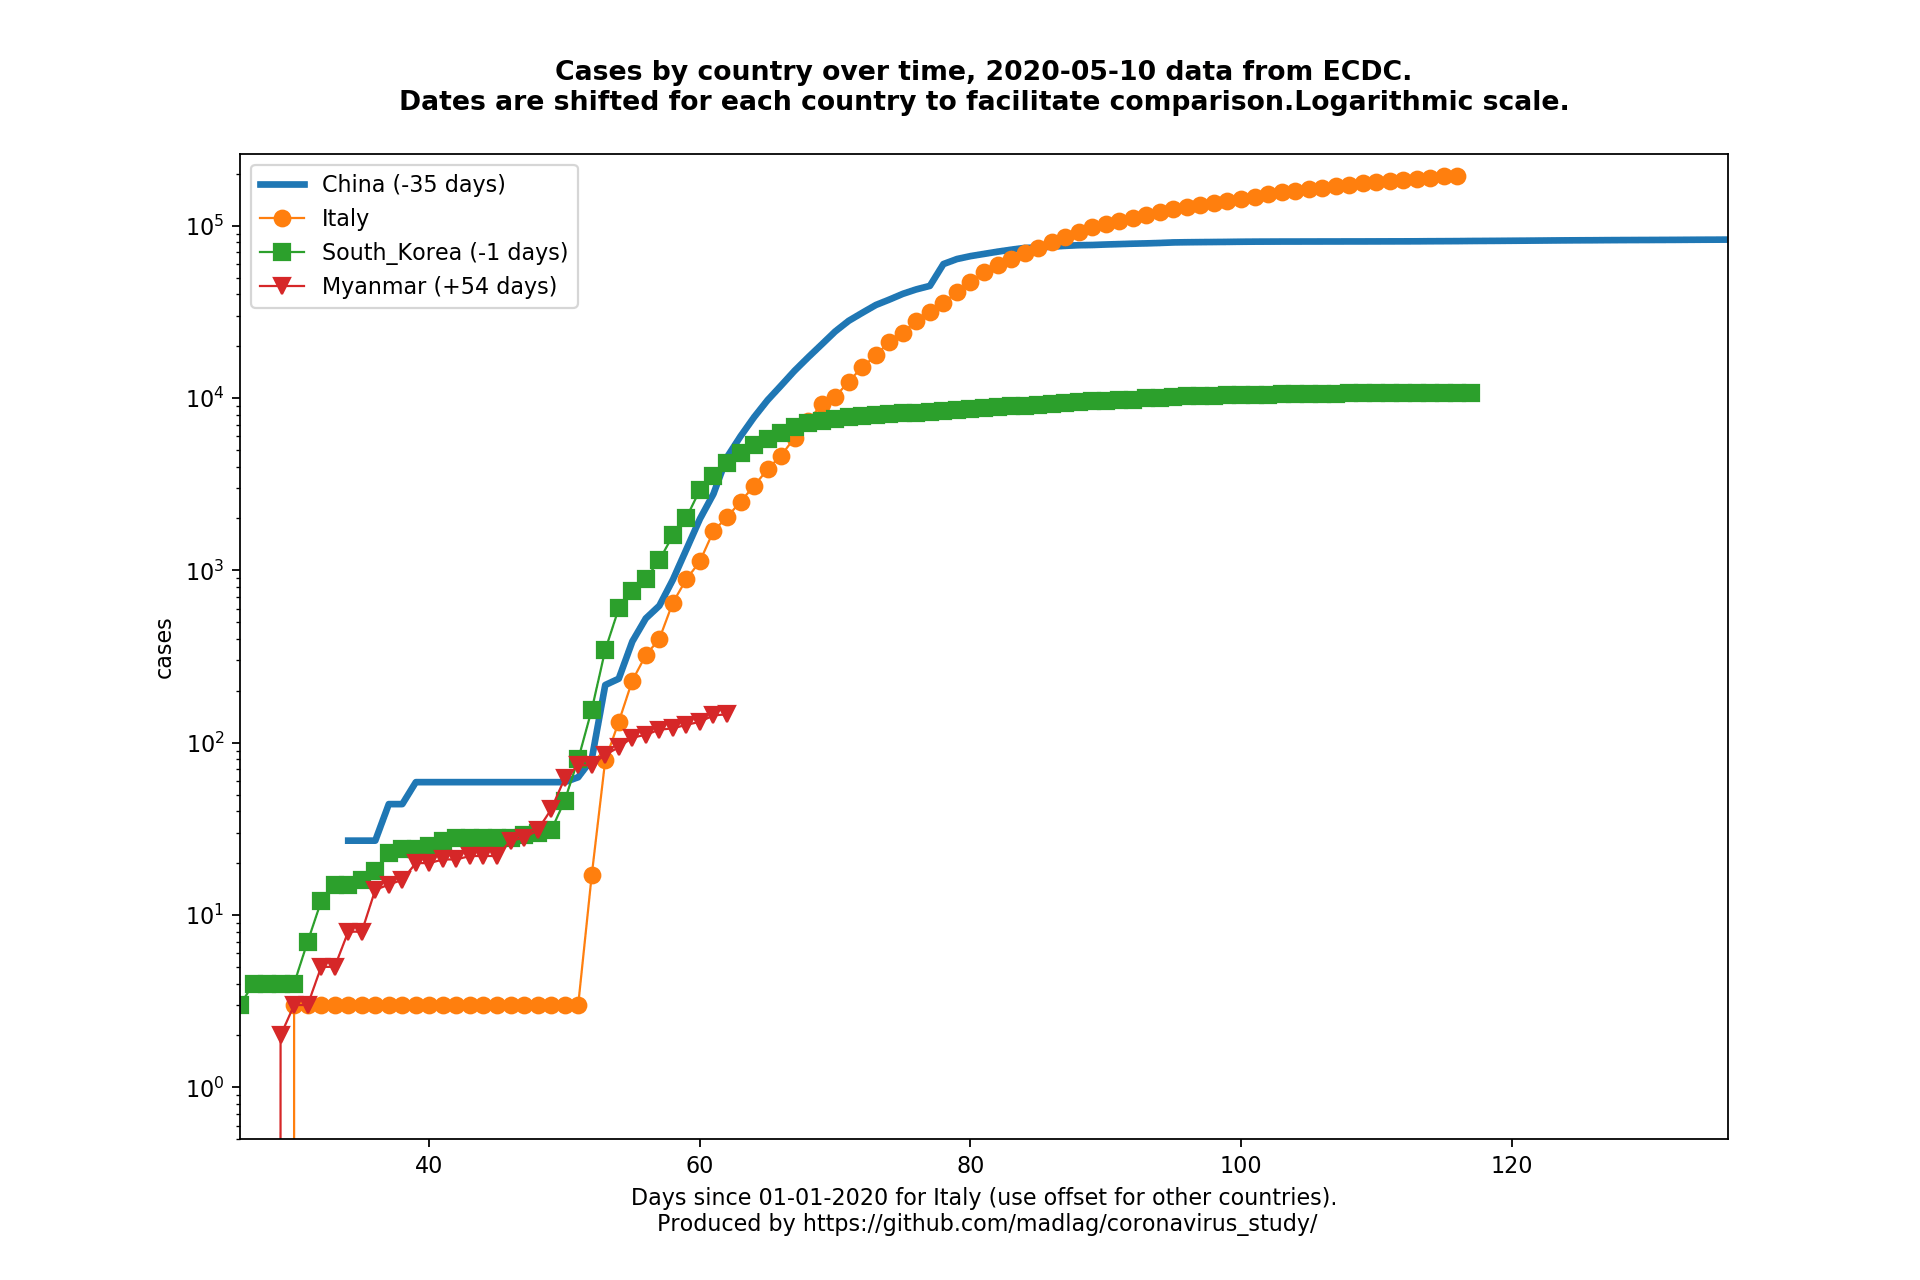 Cases by country over time, 2020-05-10 data from ECDC.
Dates are shifted for each country to facilitate comparison.Logarithmic scale.
China (-35 days)
Italy
South_Korea (-1 days)
Myanmar (+54 days)
10⁵
10⁴
10³
10²
10¹
10⁰
cases
40 60 80 100 120
Days since 01-01-2020 for Italy (use offset for other countries).
Produced by https://github.com/madlag/coronavirus_study/